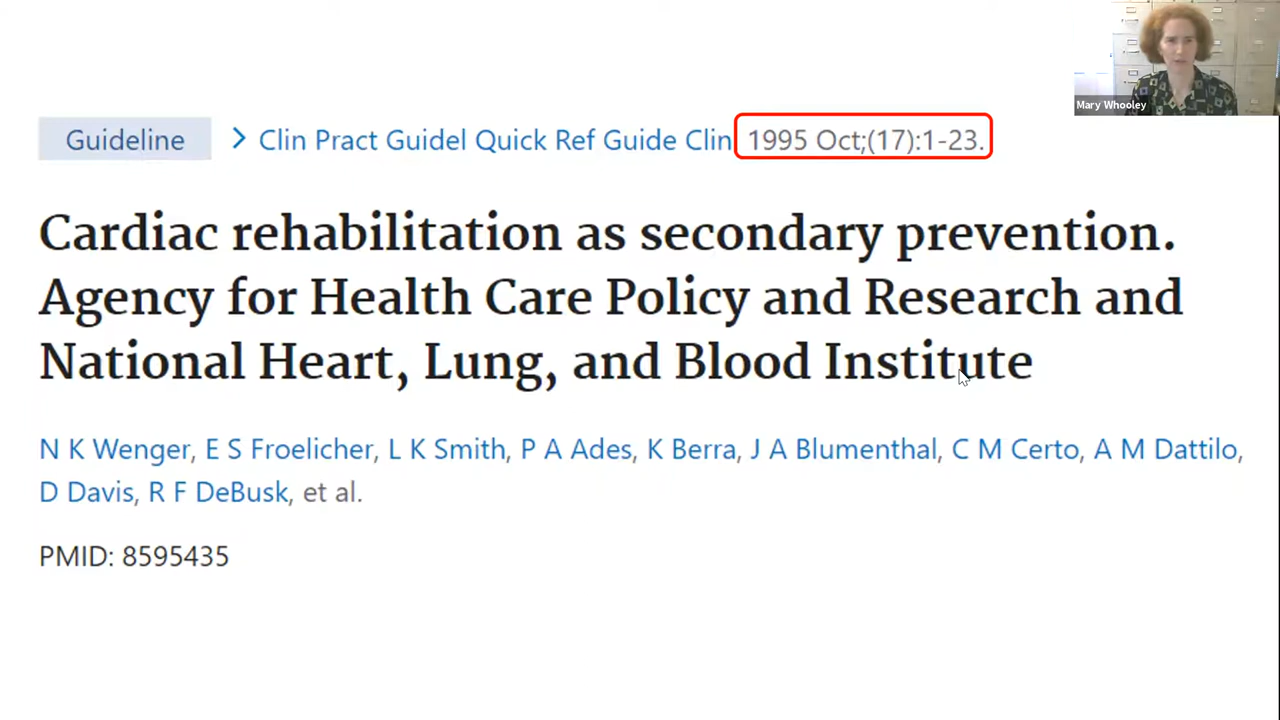 Mary Whooley
Guideline > Clin Pract Guidel Quick Ref Guide Clin 1995 Oct;(17):1-23.
Cardiac rehabilitation as secondary prevention.
Agency for Health Care Policy and Research and
National Heart, Lung, and Blood Institute
N K Wenger, E S Froelicher, L K Smith, P A Ades, K Berra, J A Blumenthal, C M Certo, A M Dattilo,
D Davis, R F DeBusk, et al.
PMID: 8595435